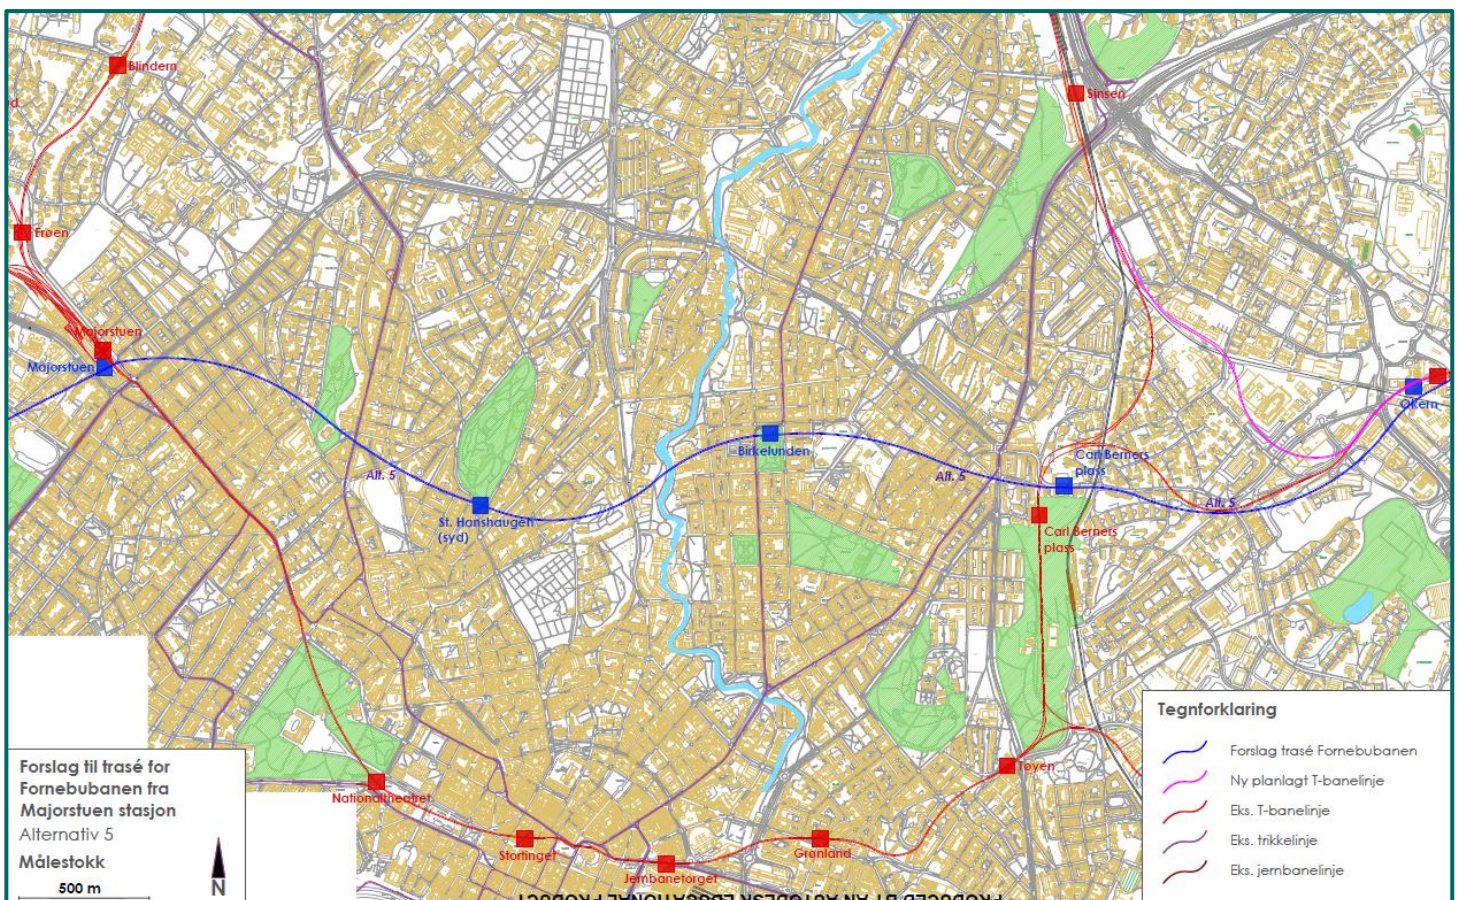 Blindern
Sinsen
Frøen
Majorstuen
Majorstuen
Økern
Birkelunden
Carl Berners
plass
Alt. 5
Alt. 5
Alt. 5
St. Hanshaugen
(syd)
Carl Berners
plass
Tøyen
Nationaltheatret
Stortinget
Grønland
Jernbanetorget
Forslag til trasé for
Fornebubanen fra
Majorstuen stasjon
Alternativ 5
Målestokk
500 m
N
Tegnforklaring
Forslag trasé Fornebubanen
Ny planlagt T-banelinje
Eks. T-banelinje
Eks. trikkelinje
Eks. jernbanelinje
PRODUCED BY AN AUTODESK EDUCATIONAL PRODUCT